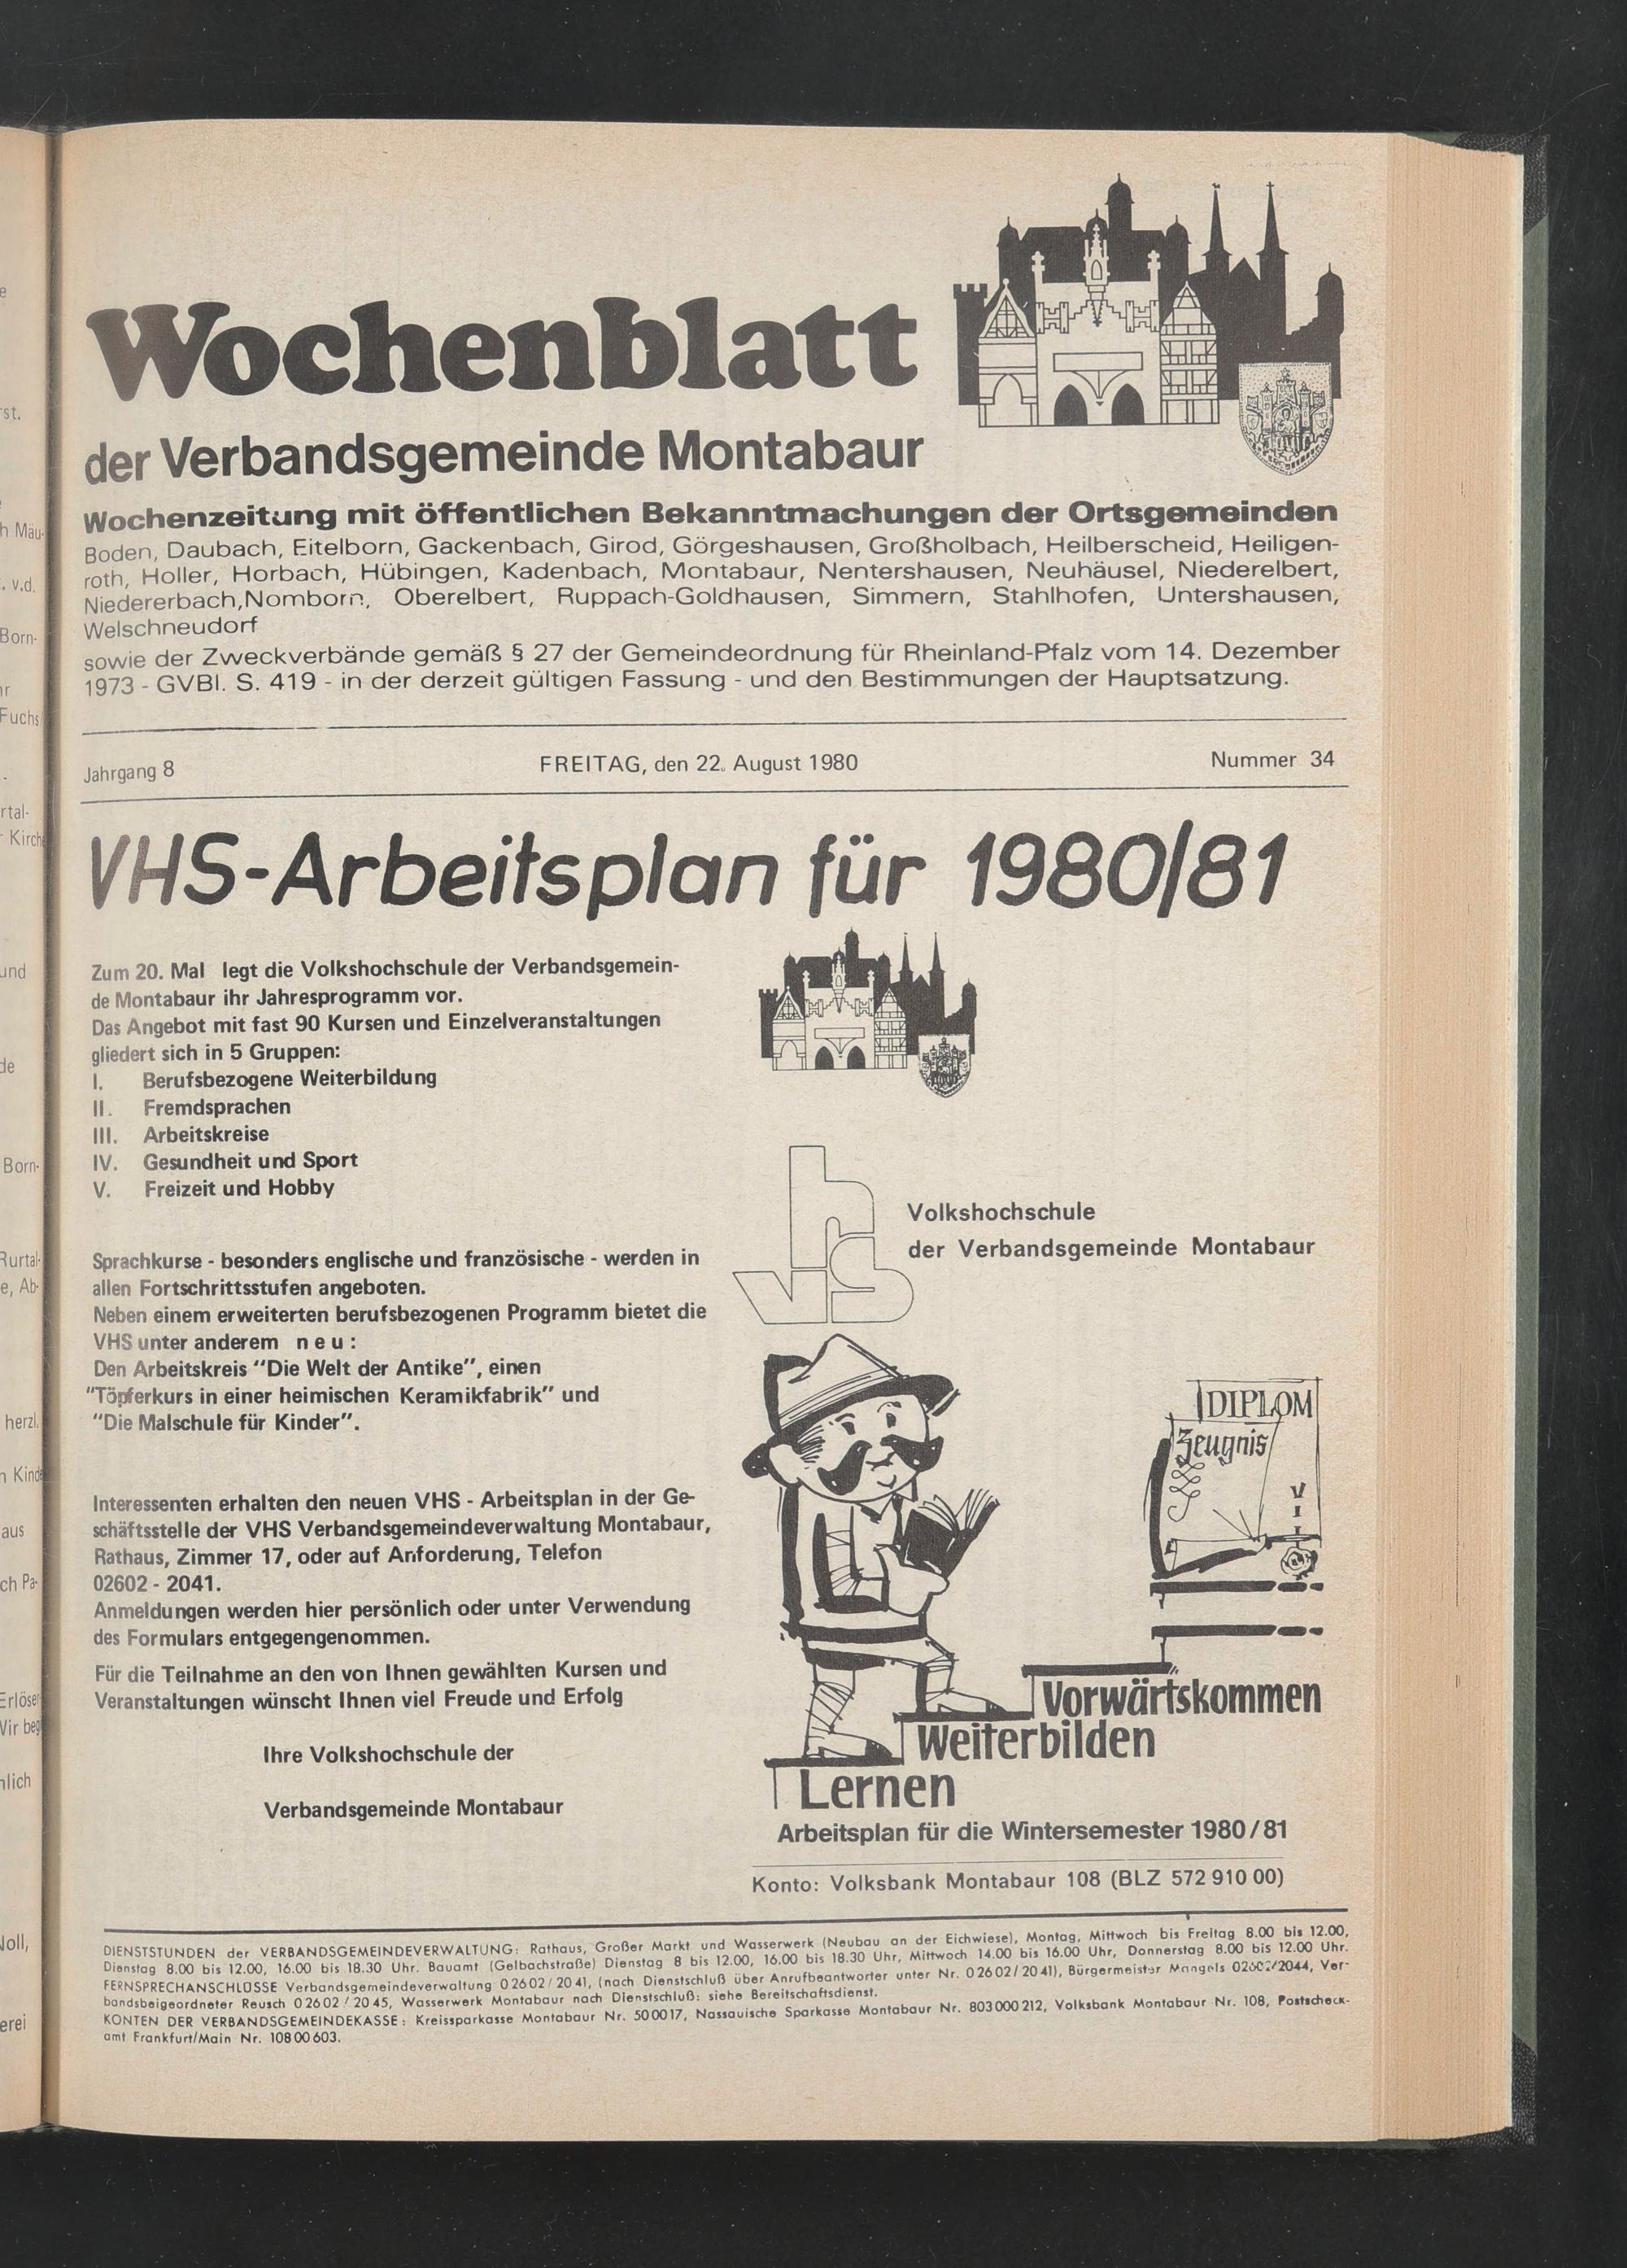 Wochenblatt
der Verbandsgemeinde Montabaur
Wochenzeitung mit öffentlichen Bekanntmachungen der Ortsgemeinden
Boden, Daubach, Eitelborn, Gackenbach, Girod, Görgeshausen, Großholbach, Heilberscheid, Heiligen-
roth, Holler, Horbach, Hübingen, Kadenbach, Montabaur, Nentershausen, Neuhäusel, Niederelbert,
Niedererbach,Nomborn, Oberelbert, Ruppach-Goldhausen, Simmern, Stahlhofen, Untershausen,
Welschneudorf
sowie der Zweckverbände gemäß § 27 der Gemeindeordnung für Rheinland-Pfalz vom 14. Dezember
1973 - GVBl. S. 419 - in der derzeit gültigen Fassung - und den Bestimmungen der Hauptsatzung.
Jahrgang 8
FREITAG, den 22. August 1980
Nummer 34
VHS-Arbeitsplan für 1980/81
Zum 20. Mal legt die Volkshochschule der Verbandsgemein-
de Montabaur ihr Jahresprogramm vor.
Das Angebot mit fast 90 Kursen und Einzelveranstaltungen
gliedert sich in 5 Gruppen:
I. Berufsbezogene Weiterbildung
II. Fremdsprachen
III. Arbeitskreise
IV. Gesundheit und Sport
V. Freizeit und Hobby
Sprachkurse - besonders englische und französische - werden in
allen Fortschrittsstufen angeboten.
Neben einem erweiterten berufsbezogenen Programm bietet die
VHS unter anderem n e u :
Den Arbeitskreis "Die Welt der Antike", einen
"Töpferkurs in einer heimischen Keramikfabrik" und
"Die Malschule für Kinder".
Interessenten erhalten den neuen VHS - Arbeitsplan in der Ge-
schäftsstelle der VHS Verbandsgemeindeverwaltung Montabaur,
Rathaus, Zimmer 17, oder auf Anforderung, Telefon
02602 - 2041.
Anmeldungen werden hier persönlich oder unter Verwendung
des Formulars entgegengenommen.
Für die Teilnahme an den von Ihnen gewählten Kursen und
Veranstaltungen wünscht Ihnen viel Freude und Erfolg
Ihre Volkshochschule der
Verbandsgemeinde Montabaur
vhs
Volkshochschule
der Verbandsgemeinde Montabaur
DIPLOM
Zeugnis
Vorwärtskommen
Weiterbilden
Lernen
Arbeitsplan für die Wintersemester 1980/81
Konto: Volksbank Montabaur 108 (BLZ 572 910 00)
DIENSTSTUNDEN der VERBANDSGEMEINDEVERWALTUNG: Rathaus, Großer Markt und Wasserwerk (Neubau an der Eichwiese), Montag, Mittwoch bis Freitag 8.00 bis 12.00,
Dienstag 8.00 bis 12.00, 16.00 bis 18.30 Uhr. Bauamt (Gelbachstraße) Dienstag 8 bis 12.00, 16.00 bis 18.30 Uhr, Mittwoch 14.00 bis 16.00 Uhr, Donnerstag 8.00 bis 12.00 Uhr.
FERNSPRECHANSCHLÜSSE Verbandsgemeindeverwaltung 02602/2041, (nach Dienstschluß über Anrufbeantworter unter Nr. 02602/2041), Bürgermeister Mangels 02602/2044, Ver-
bandsbeigeordneter Reusch 02602/2045, Wasserwerk Montabaur nach Dienstschluß: siehe Bereitschaftsdienst.
KONTEN DER VERBANDSGEMEINDEKASSE: Kreissparkasse Montabaur Nr. 500017, Nassauische Sparkasse Montabaur Nr. 803000212, Volksbank Montabaur Nr. 108, Postscheck-
amt Frankfurt/Main Nr. 10800603.